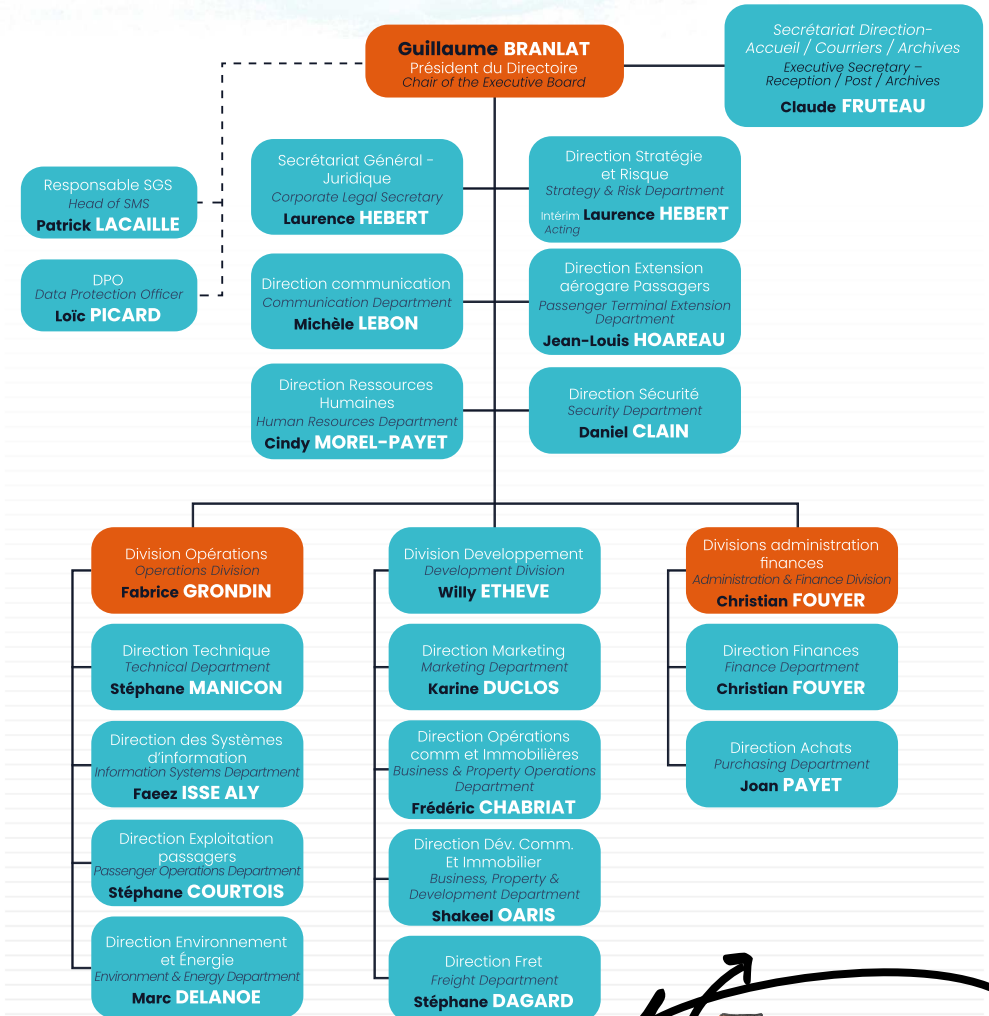 Guillaume BRANLAT
Président du Directoire
Chair of the Executive Board
Secrétariat Direction-
Accueil / Courriers / Archives
Executive Secretary –
Reception / Post / Archives
Claude FRUTEAU
Responsable SGS
Head of SMS
Patrick LACAILLE
DPO
Data Protection Officer
Loïc PICARD
Secrétariat Général -
Juridique
Corporate Legal Secretary
Laurence HEBERT
Direction Stratégie
et Risque
Strategy & Risk Department
Intérim Laurence HEBERT
Acting
Direction communication
Communication Department
Michèle LEBON
Direction Extension
aérogare Passagers
Passenger Terminal Extension
Department
Jean-Louis HOAREAU
Direction Ressources
Humaines
Human Resources Department
Cindy MOREL-PAYET
Direction Sécurité
Security Department
Daniel CLAIN
Division Opérations
Operations Division
Fabrice GRONDIN
Direction Technique
Technical Department
Stéphane MANICON
Direction des Systèmes
d’information
Information Systems Department
Faeez ISSE ALY
Direction Exploitation
passagers
Passenger Operations Department
Stéphane COURTOIS
Direction Environnement
et Énergie
Environment & Energy Department
Marc DELANOE
Division Developpement
Development Division
Willy ETHEVE
Direction Marketing
Marketing Department
Karine DUCLOS
Direction Opérations
comm et Immobilières
Business & Property Operations
Department
Frédéric CHABRIAT
Direction Dév. Comm.
Et Immobilier
Business, Property &
Development Department
Shakeel OARIS
Direction Fret
Freight Department
Stéphane DAGARD
Divisions administration
finances
Administration & Finance Division
Christian FOUYER
Direction Finances
Finance Department
Christian FOUYER
Direction Achats
Purchasing Department
Joan PAYET